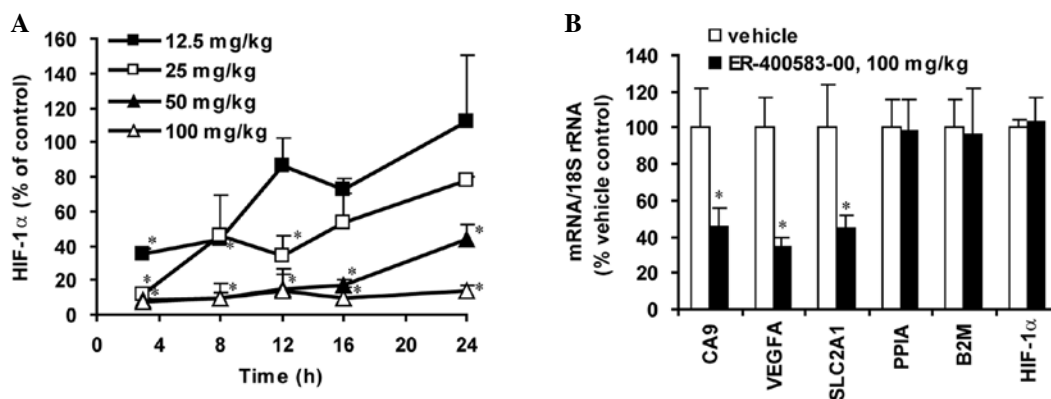 A
160
140
120
100
80
60
40
20
0
HIF-1α (% of control)
12.5 mg/kg
25 mg/kg
50 mg/kg
100 mg/kg
* * * * * * * * * * * *
0 4 8 12 16 20 24
Time (h)
B
vehicle
ER-400583-00, 100 mg/kg
140
120
100
80
60
40
20
0
mRNA/18S rRNA
(% vehicle control)
* * *
CA9
VEGFA
SLC2A1
PPIA
B2M
HIF-1α